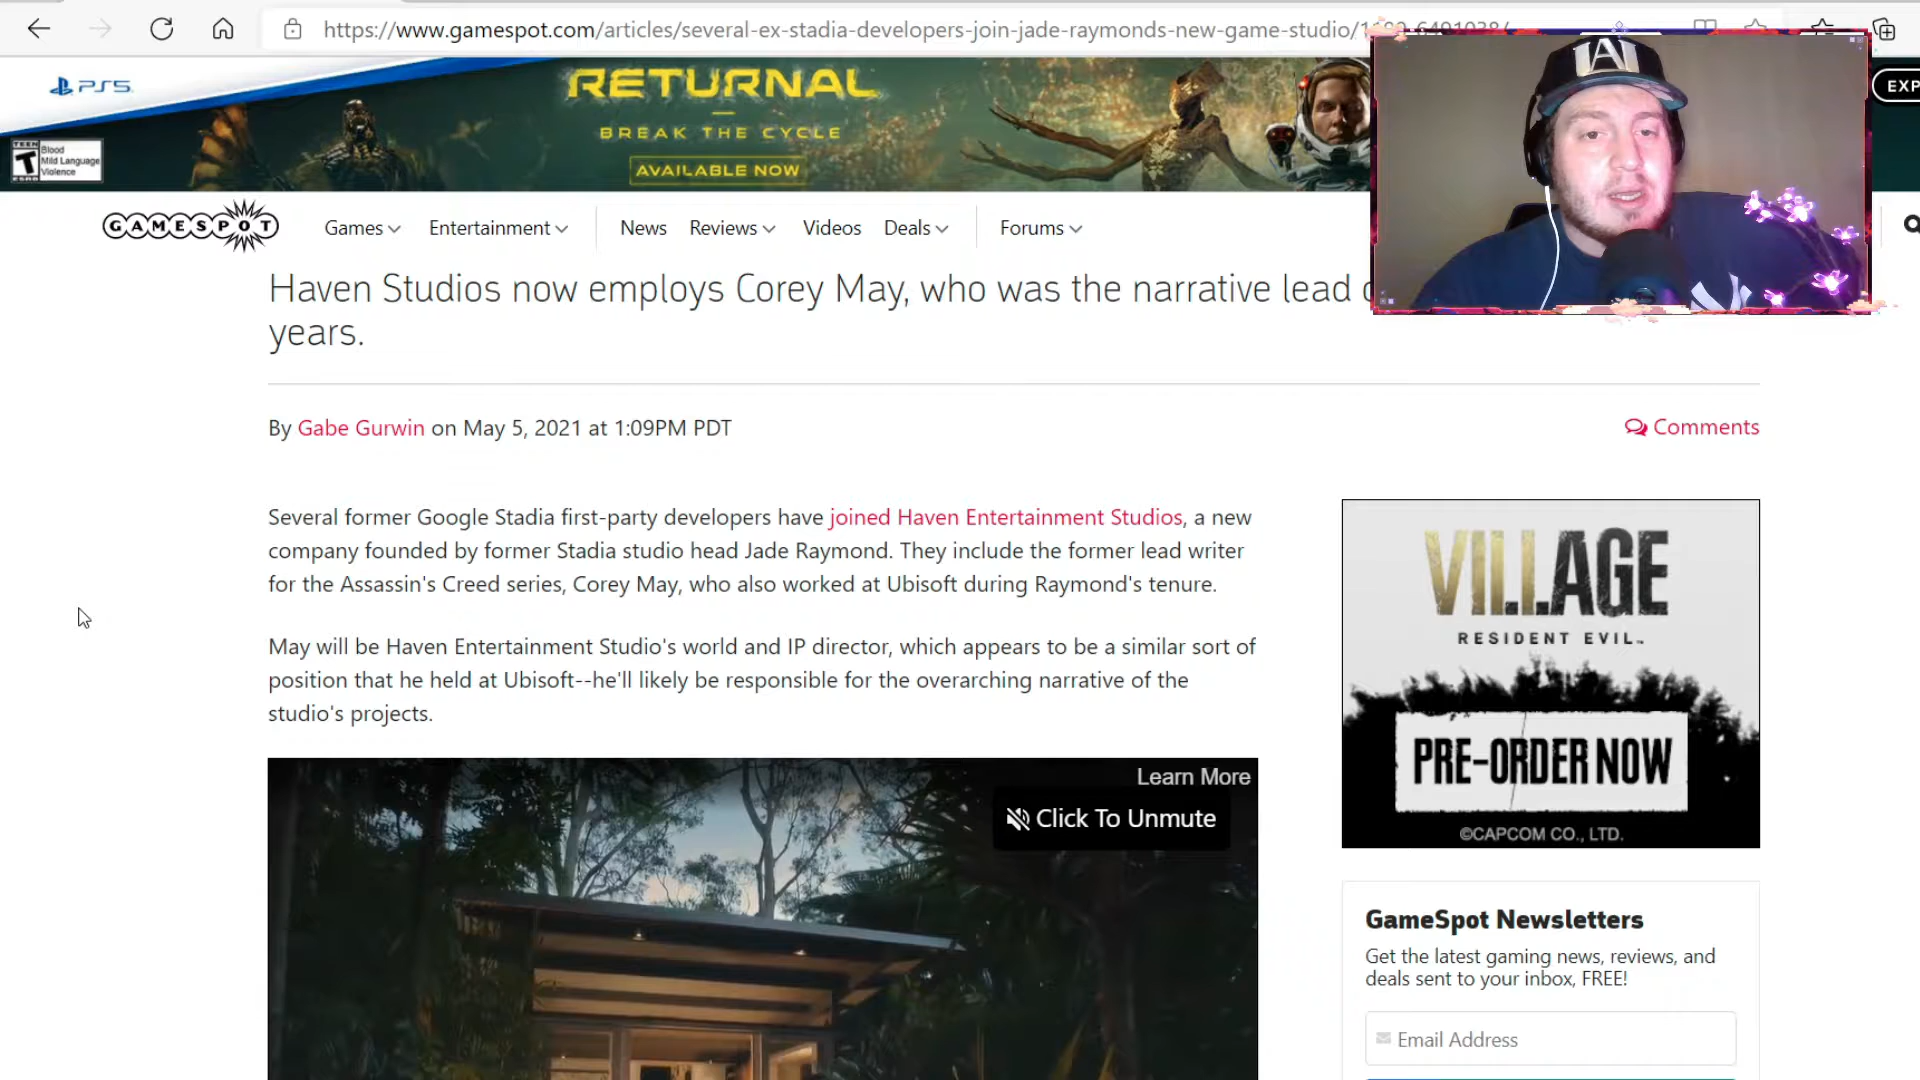 https://www.gamespot.com/articles/several-ex-stadia-developers-join-jade-raymonds-new-game-studio/
PS5
RETURNAL
BREAK THE CYCLE
AVAILABLE NOW
TEEN
T
ESRB
Blood
Mild Language
Violence
EXP
GAMESPOT
Games
Entertainment
News
Reviews
Videos
Deals
Forums
Haven Studios now employs Corey May, who was the narrative lead
years.
By Gabe Gurwin on May 5, 2021 at 1:09PM PDT
Comments
Several former Google Stadia first-party developers have joined Haven Entertainment Studios, a new
company founded by former Stadia studio head Jade Raymond. They include the former lead writer
for the Assassin's Creed series, Corey May, who also worked at Ubisoft during Raymond's tenure.
May will be Haven Entertainment Studio's world and IP director, which appears to be a similar sort of
position that he held at Ubisoft--he'll likely be responsible for the overarching narrative of the
studio's projects.
Learn More
Click To Unmute
VILLAGE
RESIDENT EVIL™
PRE-ORDER NOW
©CAPCOM CO., LTD.
GameSpot Newsletters
Get the latest gaming news, reviews, and
deals sent to your inbox, FREE!
Email Address